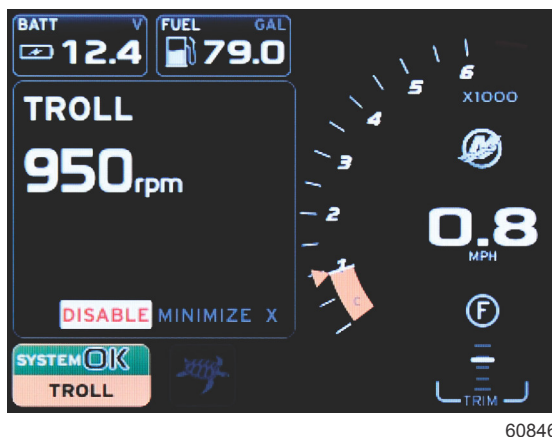 BATT V
12.4
FUEL GAL
79.0
TROLL
950rpm
DISABLE MINIMIZE X
SYSTEM OK
TROLL
6
5
4
3
2
1
C
X1000
0.8
MPH
F
TRIM